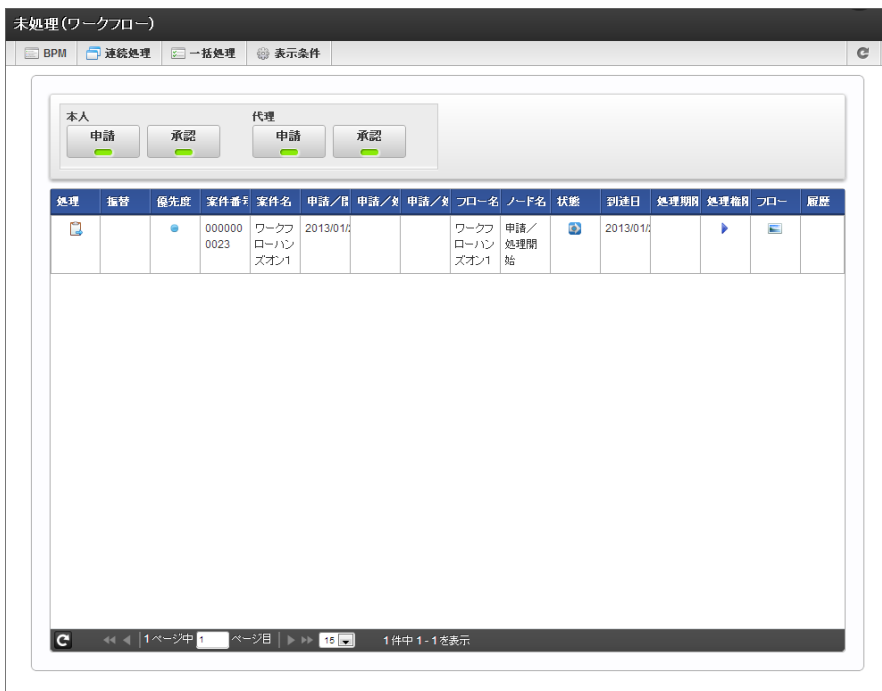 未処理(ワークフロー)
BPM 連続処理 一括処理 表示条件
本人 代理
申請 承認 申請 承認
処理 振替 優先度 案件番号 案件名 申請／ 申請／ 申請／ フロー名 ノード名 状態 到達日 処理期限 処理権限 フロー 履歴
000000 ワークフ 2013/01/ ワークフ 申請／ 2013/01/
0023 ローハン ローハン 処理開
ズオン1 ズオン1 始
1ページ中 1 ページ目 15 1件中 1 - 1 を表示